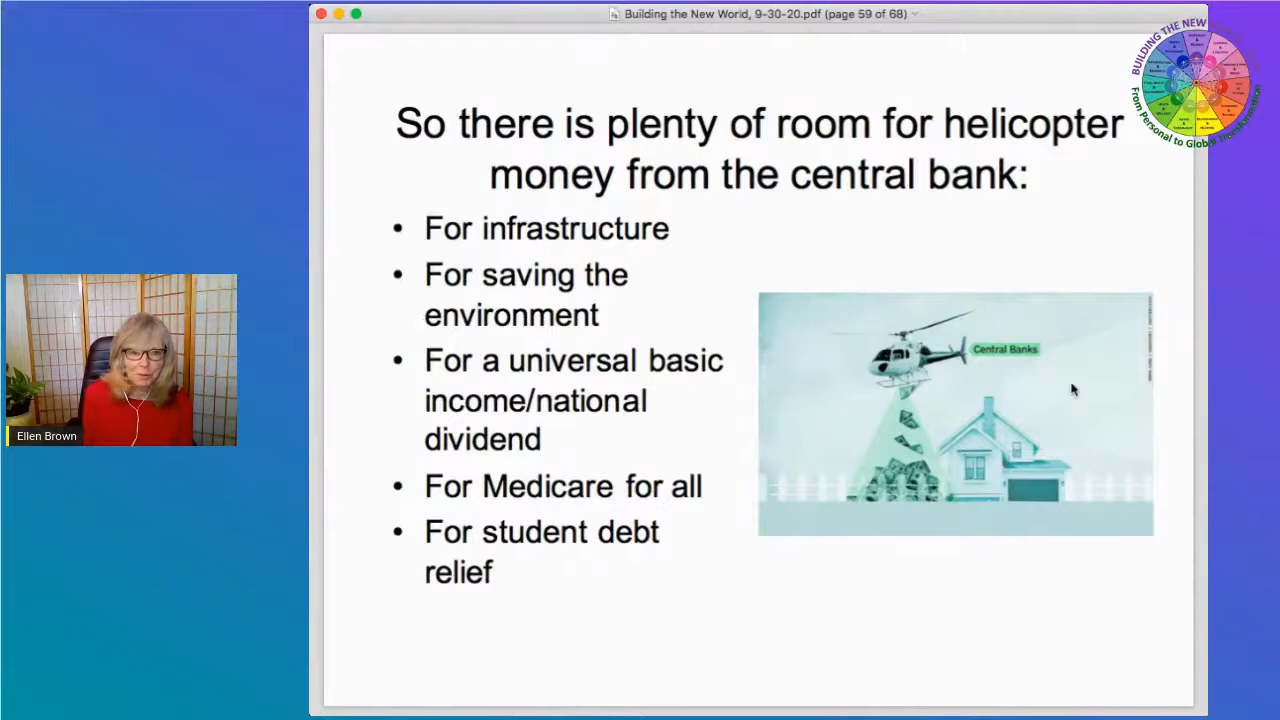 Building the New World, 9-30-20.pdf (page 59 of 68)
BUILDING THE NEW
From Personal to Global Transformation
So there is plenty of room for helicopter
money from the central bank:
• For infrastructure
• For saving the
environment
• For a universal basic
income/national
dividend
• For Medicare for all
• For student debt
relief
Central Banks
Ellen Brown